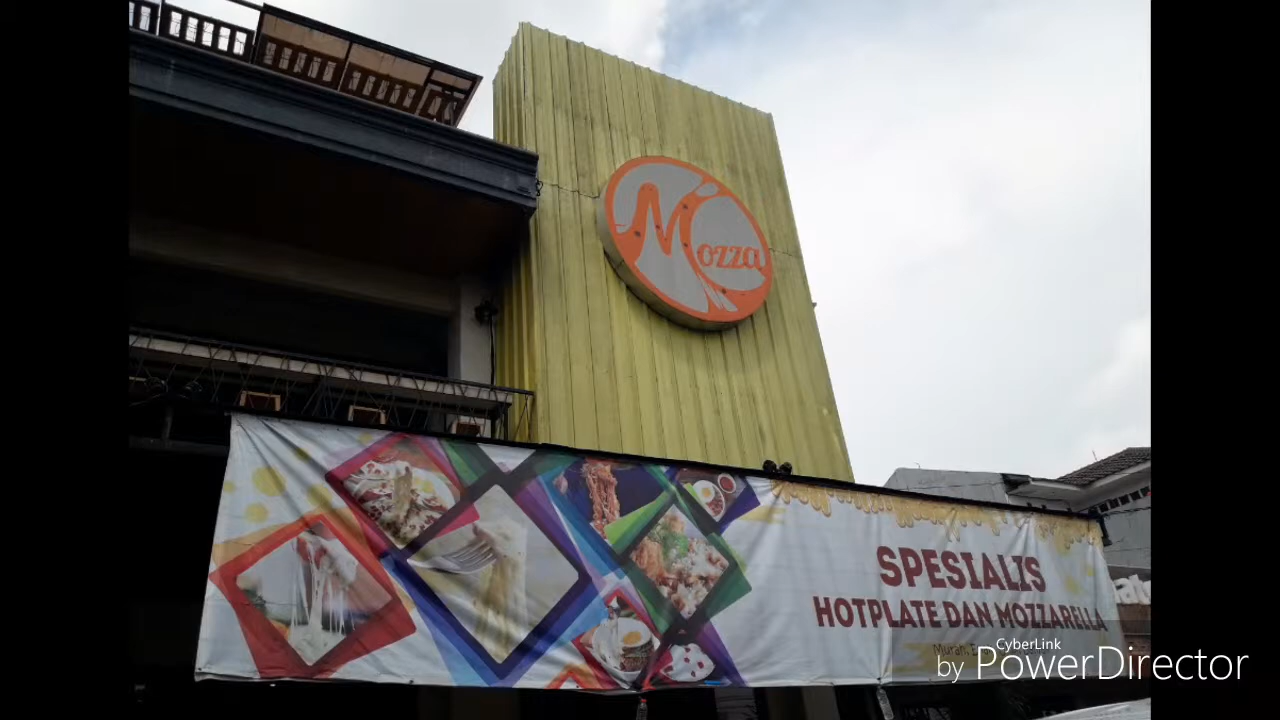 Mozza
SPESIALIS
HOTPLATE DAN MOZZARELLA
CyberLink
by PowerDirector